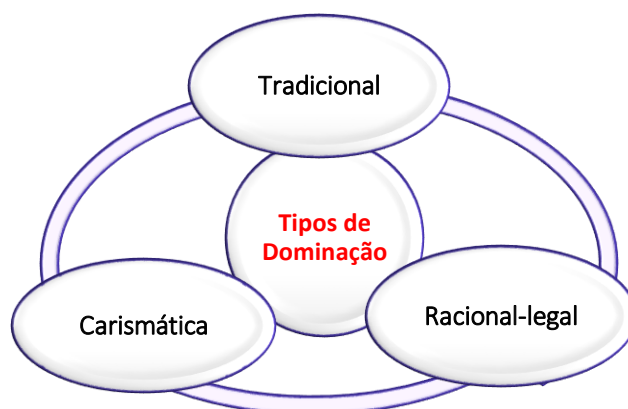 Tradicional
Tipos de
Dominação
Carismática
Racional-legal